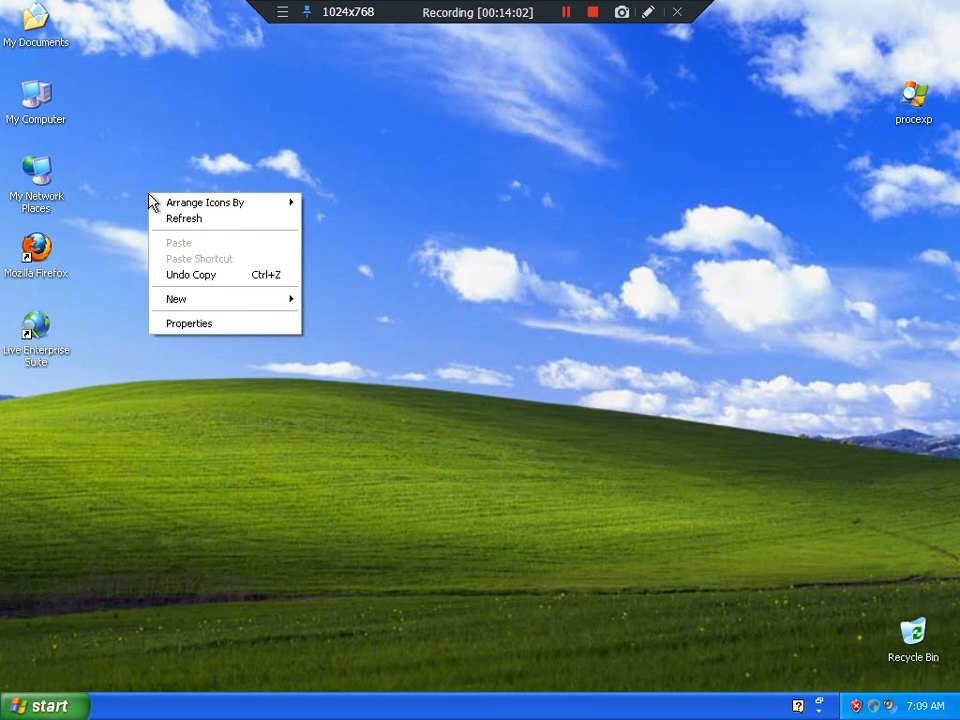 1024x768
Recording [00:14:02]
My Documents
My Computer
procexp
My Network
Places
Arrange Icons By
Refresh
Paste
Paste Shortcut
Undo Copy Ctrl+Z
New
Properties
Mozilla Firefox
Live Enterprise
Suite
Recycle Bin
start
7:09 AM